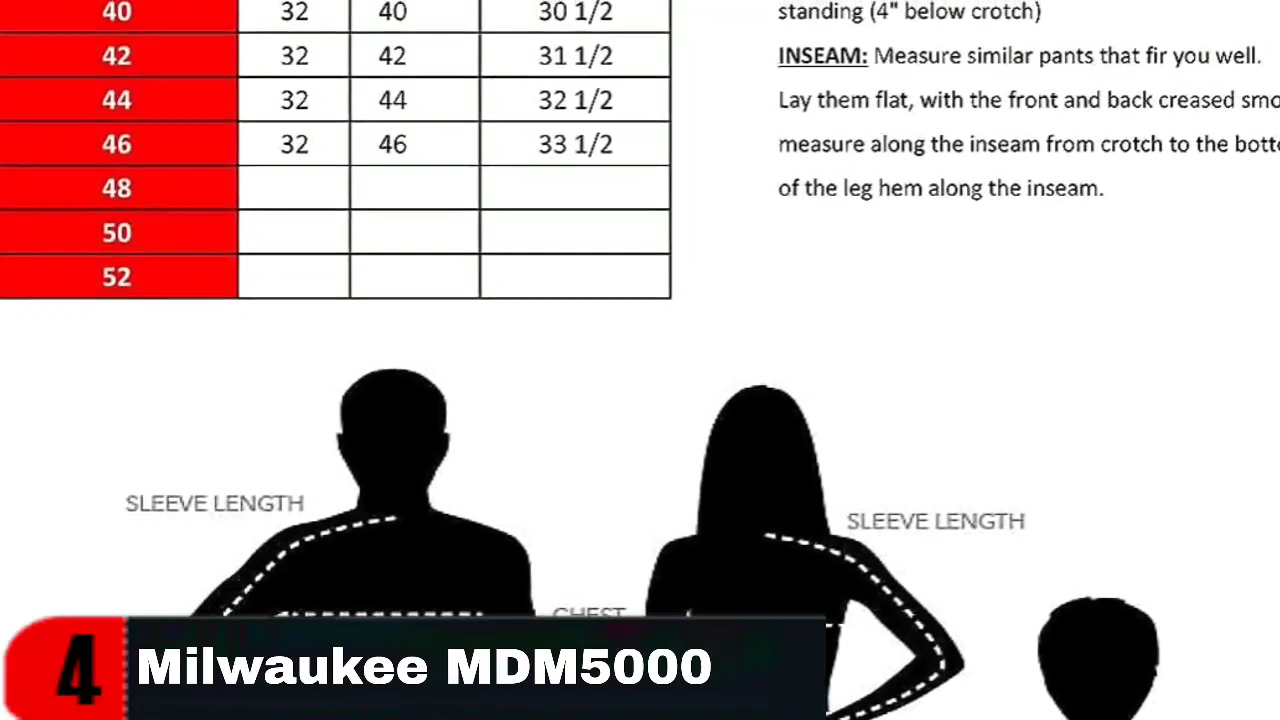 40 32 40 30 1/2
42 32 42 31 1/2
44 32 44 32 1/2
46 32 46 33 1/2
48
50
52
standing (4" below crotch)
INSEAM: Measure similar pants that fir you well.
Lay them flat, with the front and back creased smo
measure along the inseam from crotch to the botto
of the leg hem along the inseam.
SLEEVE LENGTH
SLEEVE LENGTH
CHEST
4 Milwaukee MDM5000